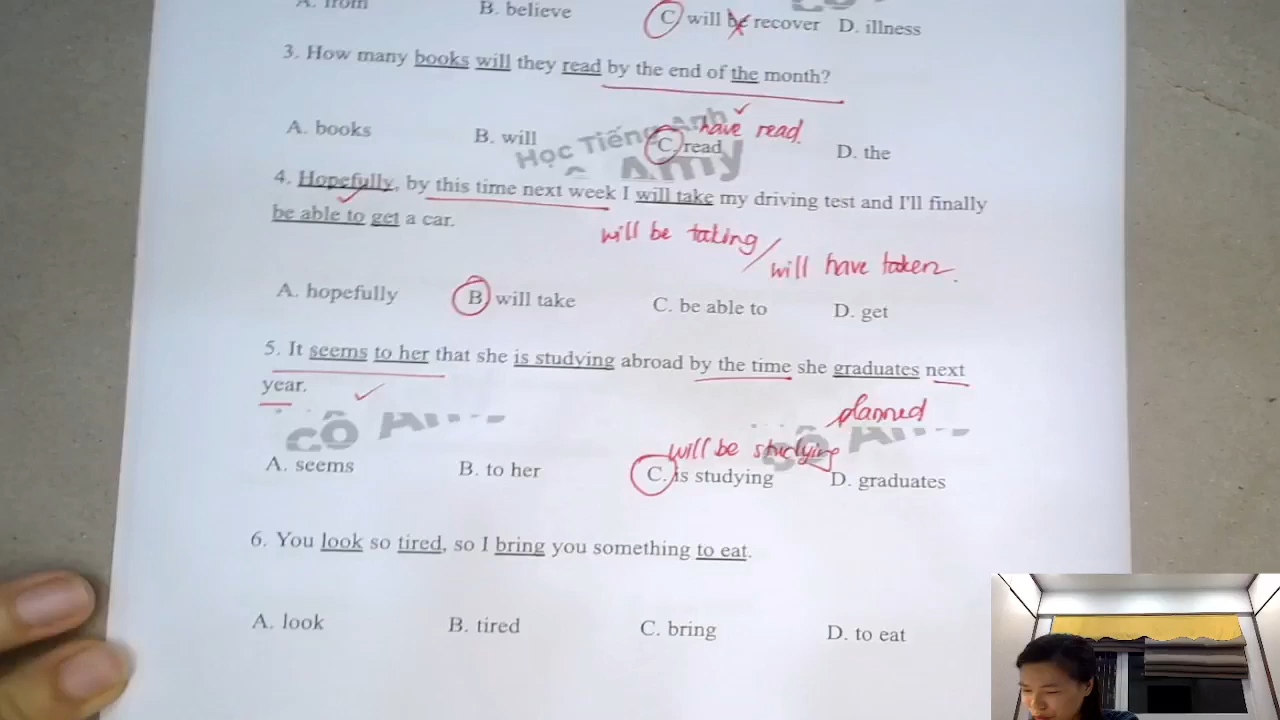 A. from B. believe C will be recover D. illness
3. How many books will they read by the end of the month?
have read.
A. books B. will C. read D. the
Học Tiếng Anh
Amy
4. Hopefully, by this time next week I will take my driving test and I'll finally
be able to get a car.
will be taking / will have taken.
A. hopefully B will take C. be able to D. get
5. It seems to her that she is studying abroad by the time she graduates next
year.
planned
CÔ
will be studying
A. seems B. to her C. is studying D. graduates
6. You look so tired, so I bring you something to eat.
A. look B. tired C. bring D. to eat